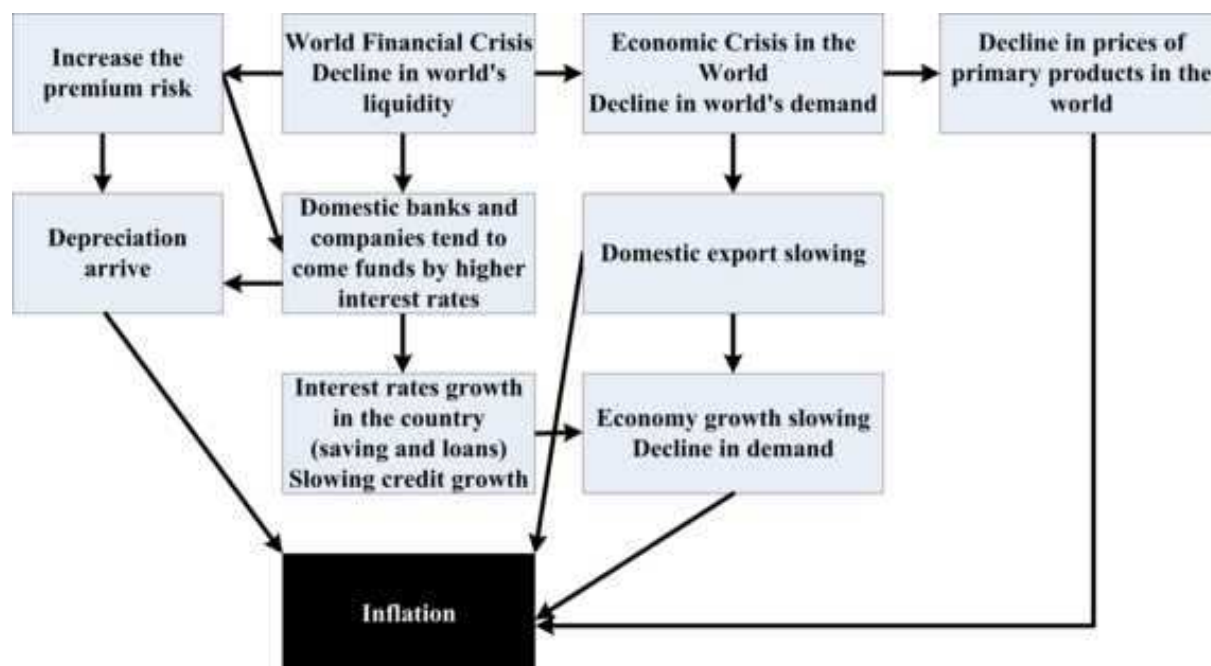 Increase the
premium risk
World Financial Crisis
Decline in world's
liquidity
Economic Crisis in the
World
Decline in world's demand
Decline in prices of
primary products in the
world
Depreciation
arrive
Domestic banks and
companies tend to
come funds by higher
interest rates
Domestic export slowing
Interest rates growth
in the country
(saving and loans)
Slowing credit growth
Economy growth slowing
Decline in demand
Inflation